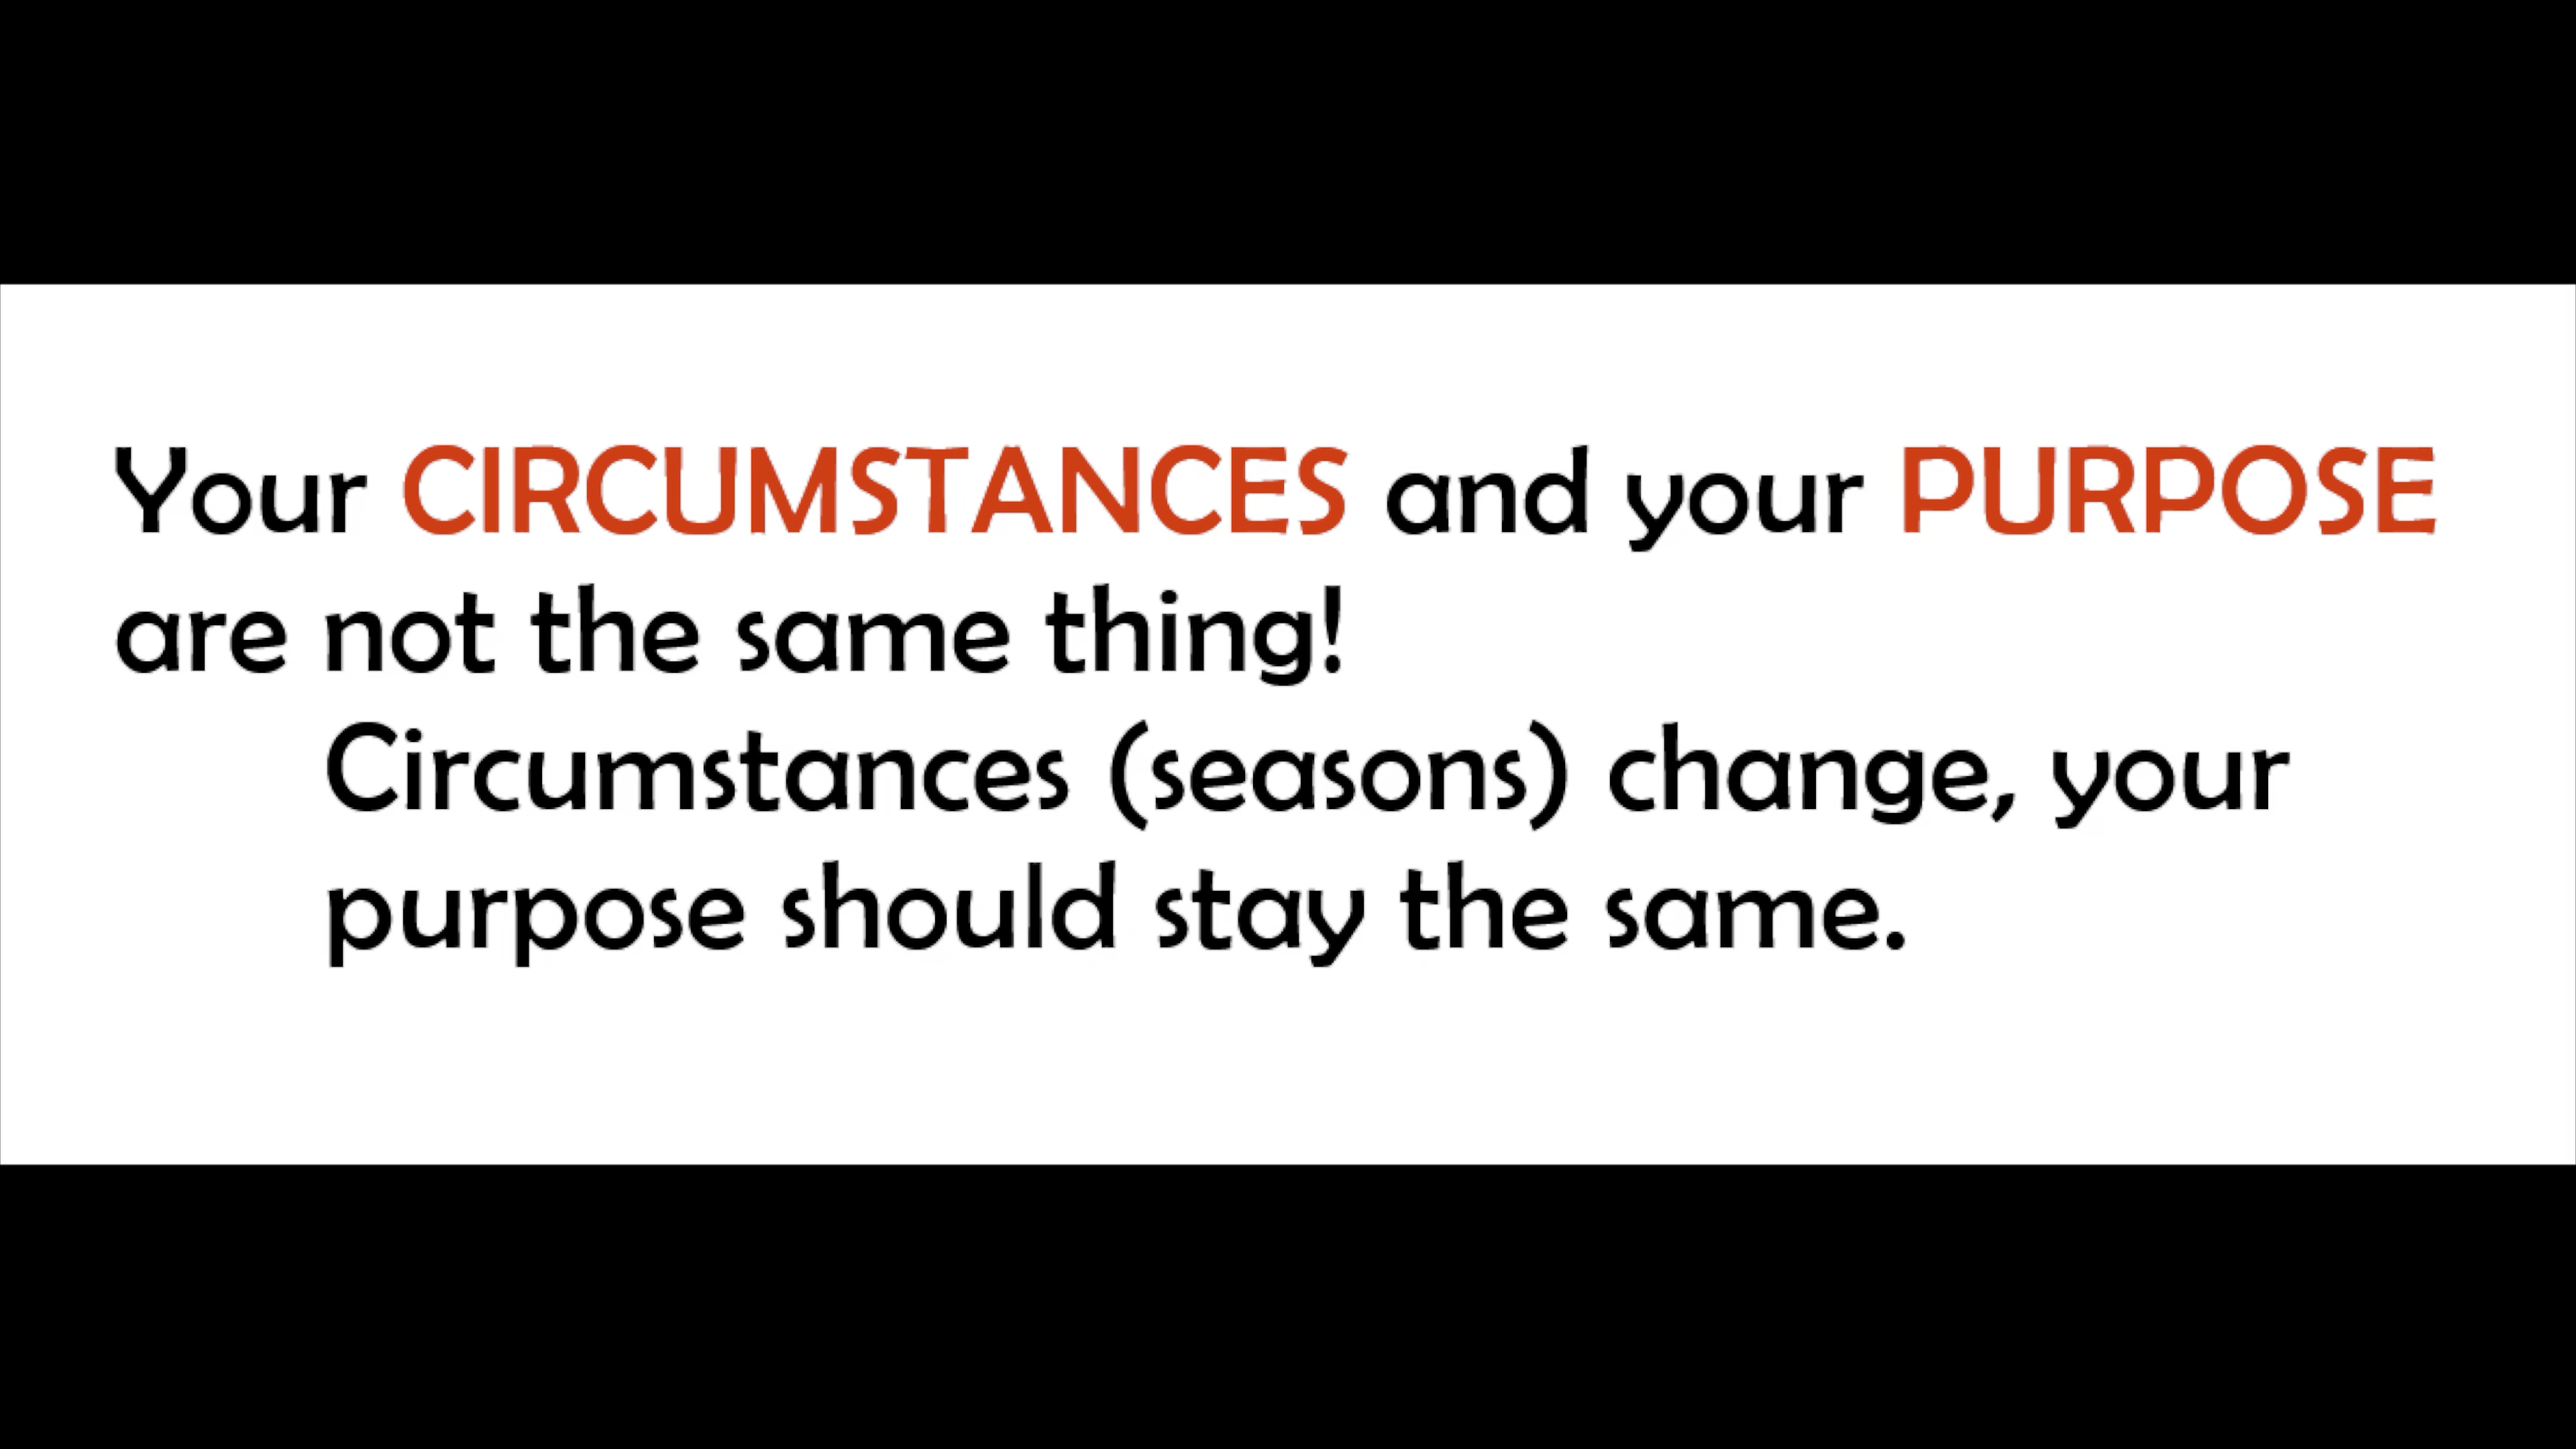 Your CIRCUMSTANCES and your PURPOSE
are not the same thing!
Circumstances (seasons) change, your
purpose should stay the same.